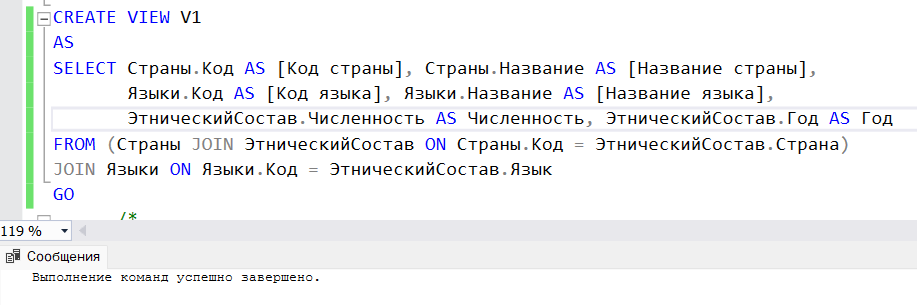 CREATE VIEW V1
AS
SELECT Страны.Код AS [Код страны], Страны.Название AS [Название страны],
Языки.Код AS [Код языка], Языки.Название AS [Название языка],
ЭтническийСостав.Численность AS Численность, ЭтническийСостав.Год AS Год
FROM (Страны JOIN ЭтническийСостав ON Страны.Код = ЭтническийСостав.Страна)
JOIN Языки ON Языки.Код = ЭтническийСостав.Язык
GO
/*
119 %
Сообщения
Выполнение команд успешно завершено.